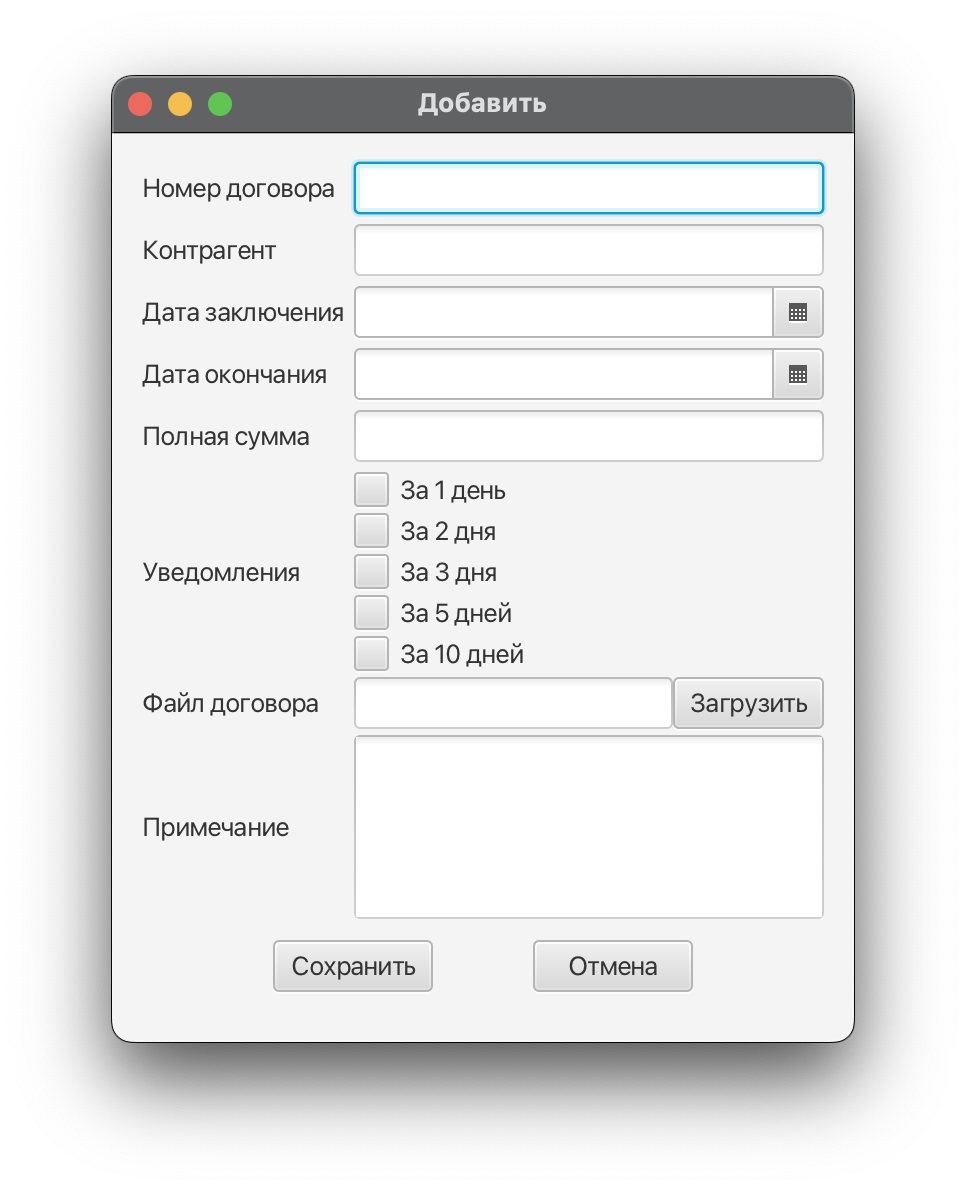 Добавить
Номер договора
Контрагент
Дата заключения
Дата окончания
Полная сумма
За 1 день
За 2 дня
Уведомления
За 3 дня
За 5 дней
За 10 дней
Файл договора
Загрузить
Примечание
Сохранить
Отмена